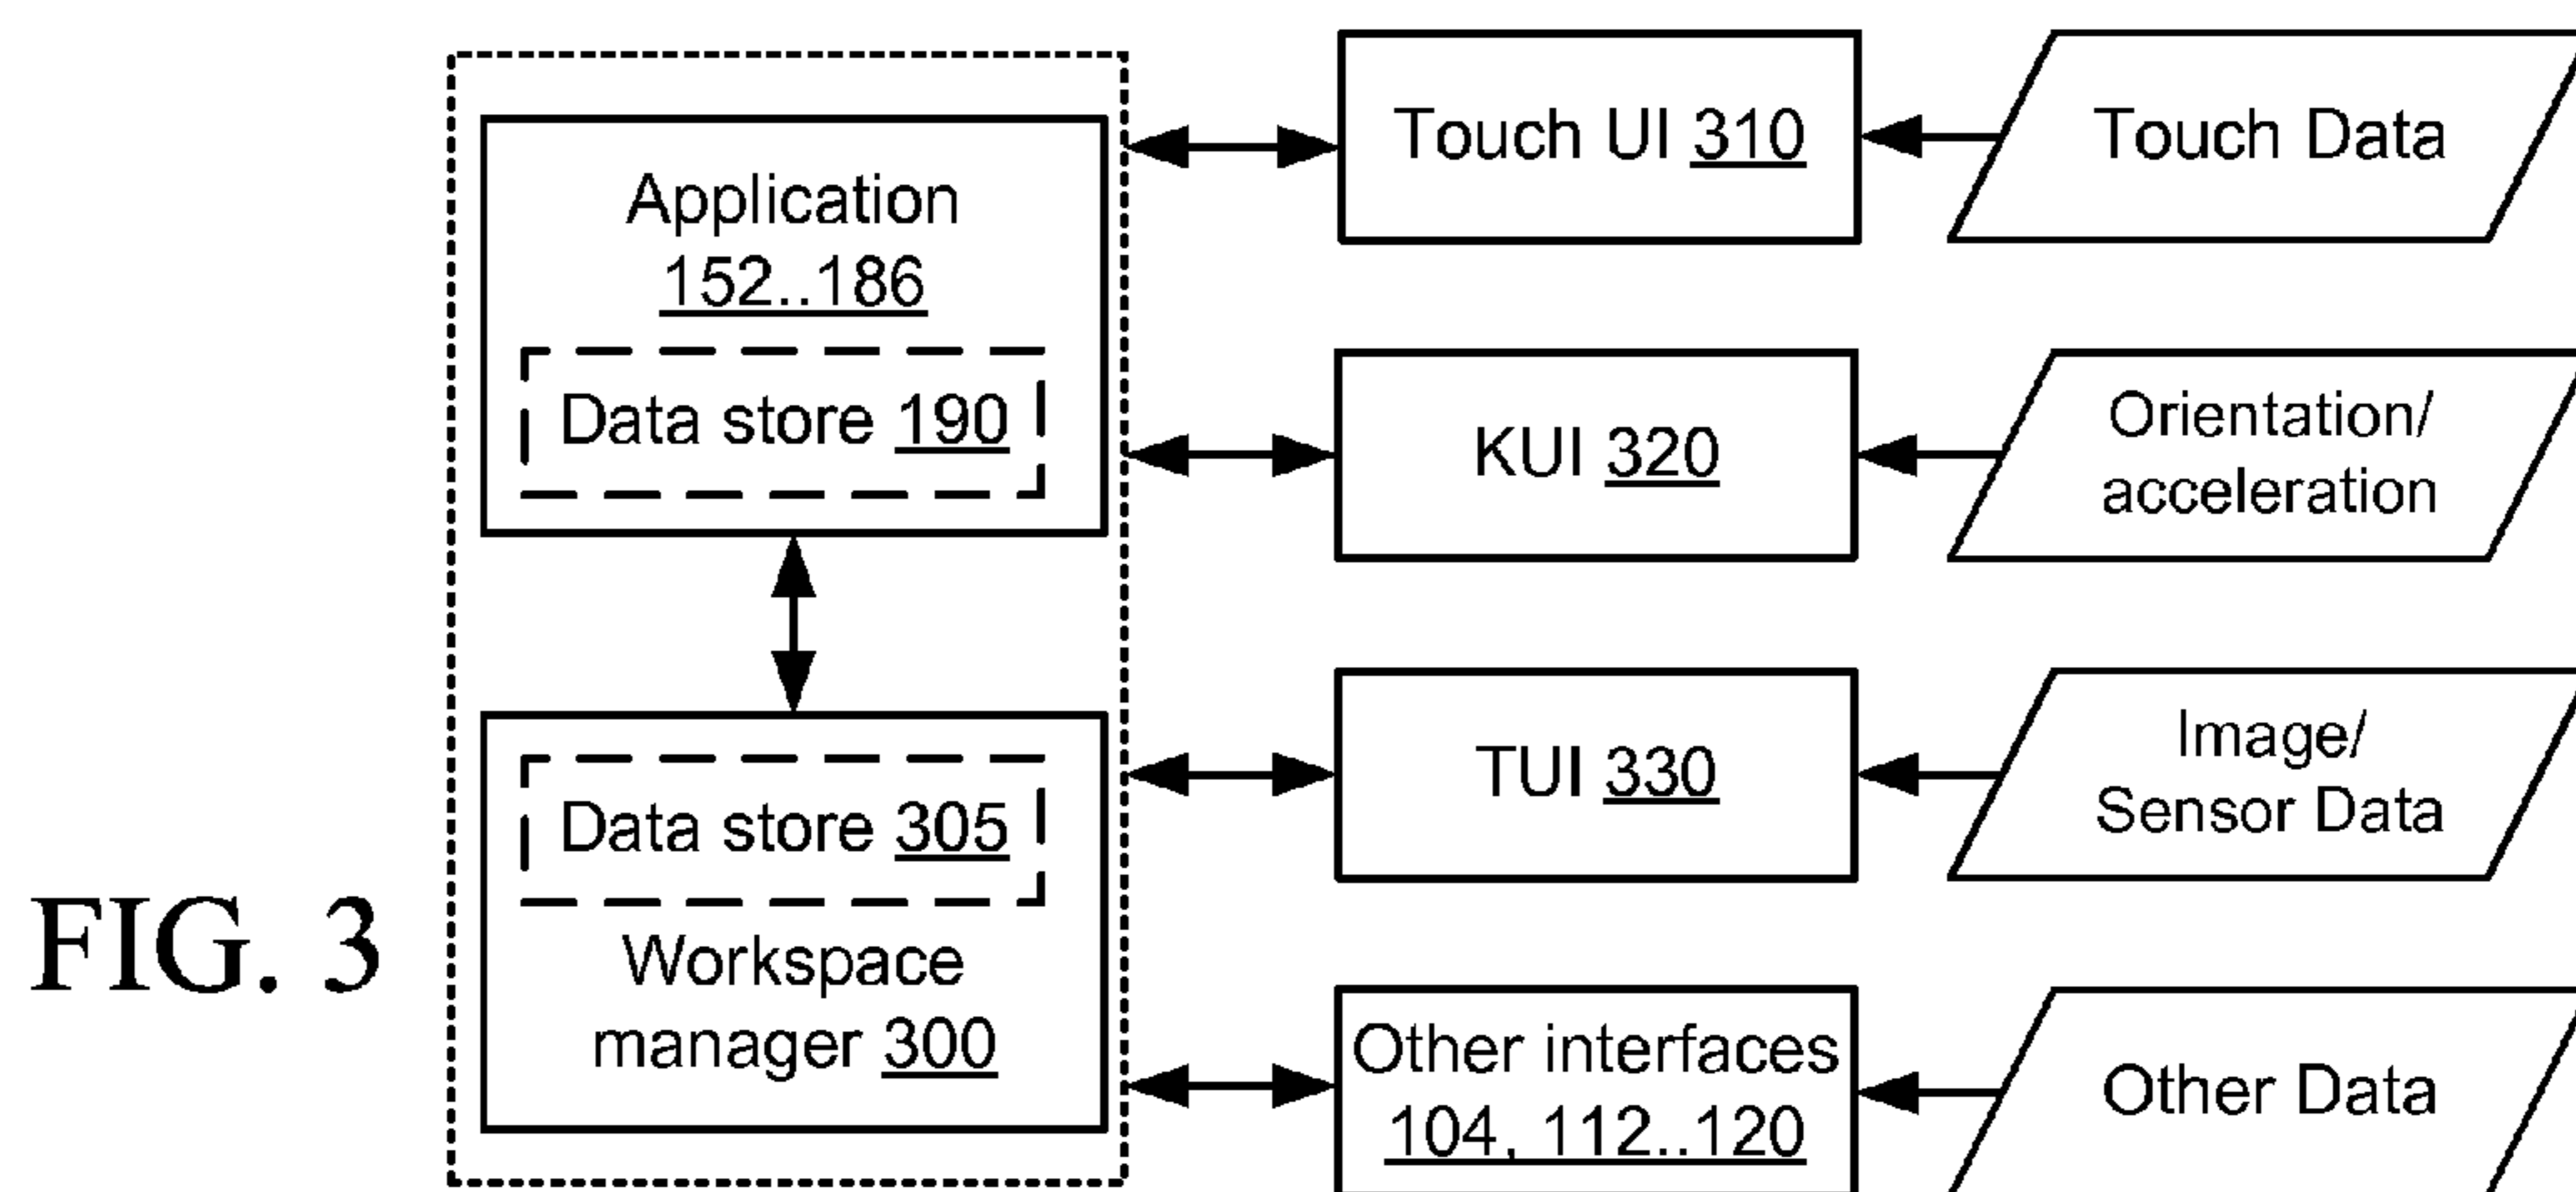 Application
152..186
Data store 190
Data store 305
Workspace
manager 300
Touch UI 310
KUI 320
TUI 330
Other interfaces
104, 112..120
Touch Data
Orientation/
acceleration
Image/
Sensor Data
Other Data
FIG. 3